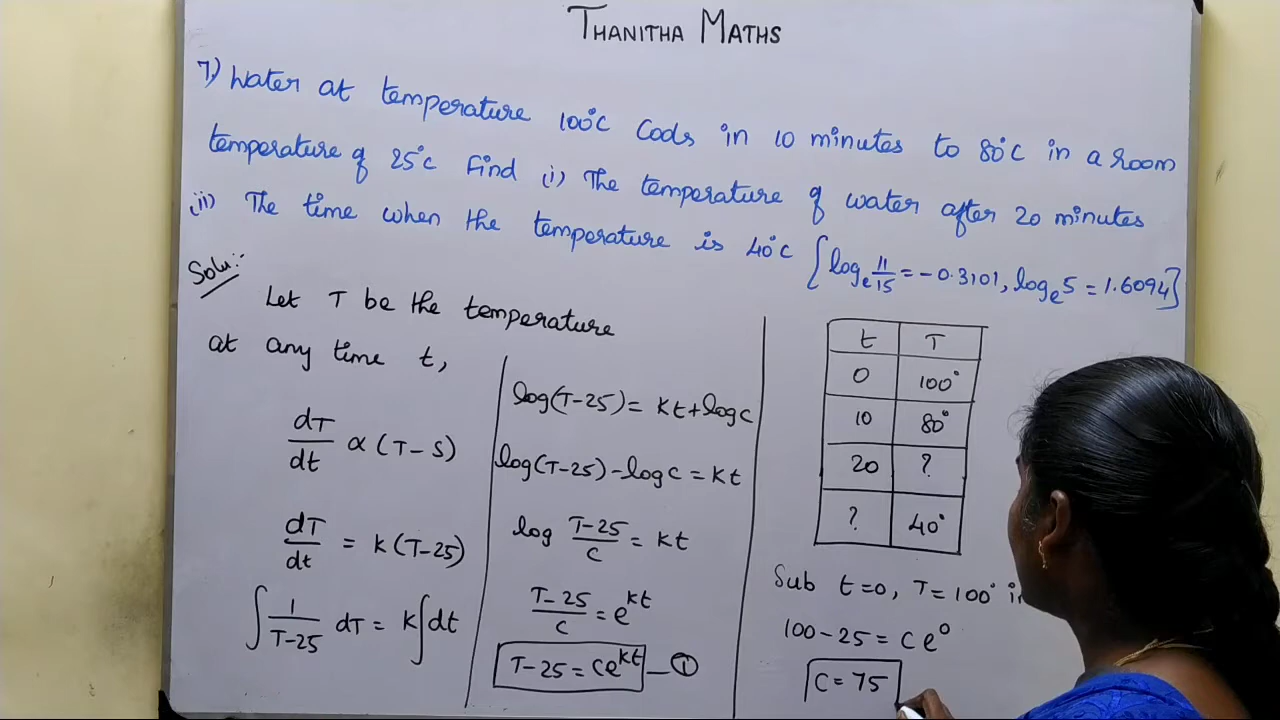 THANITHA MATHS
7) Water at temperature 100°C Cools in 10 minutes to 80°C in a room
temperature of 25°C Find (i) The temperature of water after 20 minutes
(ii) The time when the temperature is 40°C [log_e 11/15 = -0.3101, log_e 5 = 1.6094]
Solu:-
Let T be the temperature
at any time t,
dT/dt ∝ (T-S)
dT/dt = k(T-25)
∫ 1/(T-25) dT = k∫dt
log(T-25) = kt+logc
log(T-25)-logc = kt
log (T-25)/c = kt
(T-25)/c = e^kt
T-25 = ce^kt —①
t T
0 100°
10 80°
20 ?
? 40°
Sub t=0, T=100° in
100-25 = ce^0
C=75